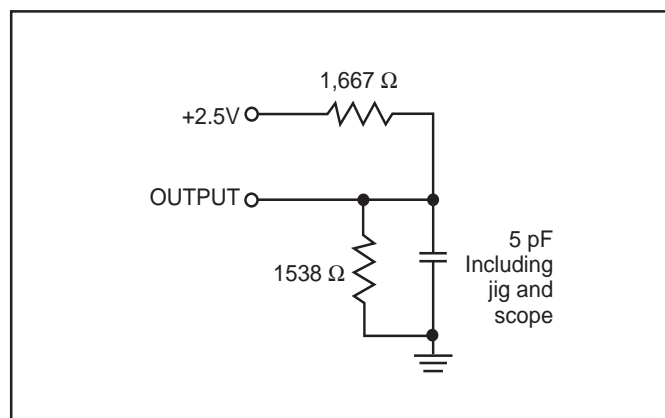 1,667 Ω
+2.5V
OUTPUT
1538 Ω
5 pF
Including
jig and
scope